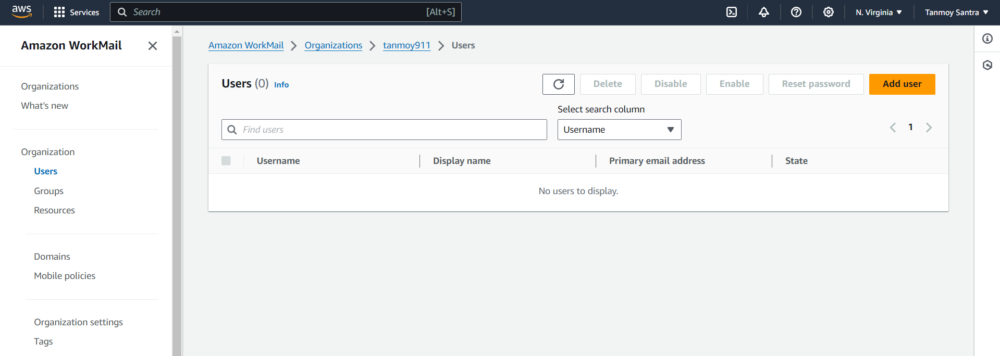 aws
Services
Search [Alt+S]
N. Virginia
Tanmoy Santra
Amazon WorkMail
Organizations
What's new
Organization
Users
Groups
Resources
Domains
Mobile policies
Organization settings
Tags
Amazon WorkMail Organizations tanmoy911 Users
Users (0) Info
Delete
Disable
Enable
Reset password
Add user
Select search column
Find users
Username
1
Username Display name Primary email address State
No users to display.